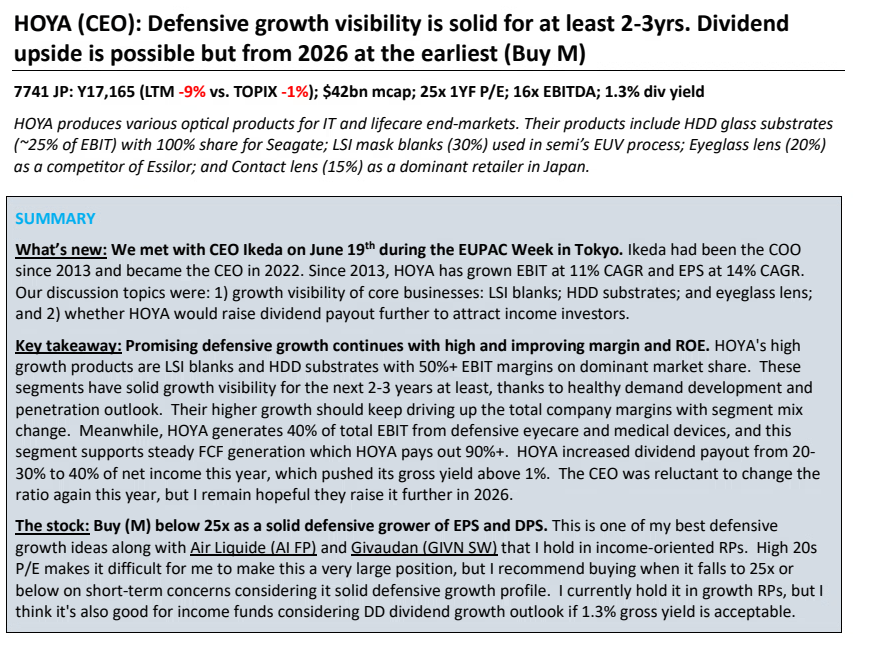 HOYA (CEO): Defensive growth visibility is solid for at least 2-3yrs. Dividend
upside is possible but from 2026 at the earliest (Buy M)
7741 JP: Y17,165 (LTM -9% vs. TOPIX -1%); $42bn mcap; 25x 1YF P/E; 16x EBITDA; 1.3% div yield
HOYA produces various optical products for IT and lifecare end-markets. Their products include HDD glass substrates
(~25% of EBIT) with 100% share for Seagate; LSI mask blanks (30%) used in semi's EUV process; Eyeglass lens (20%)
as a competitor of Essilor; and Contact lens (15%) as a dominant retailer in Japan.
SUMMARY
What's new: We met with CEO Ikeda on June 19th during the EUPAC Week in Tokyo. Ikeda had been the COO
since 2013 and became the CEO in 2022. Since 2013, HOYA has grown EBIT at 11% CAGR and EPS at 14% CAGR.
Our discussion topics were: 1) growth visibility of core businesses: LSI blanks; HDD substrates; and eyeglass lens;
and 2) whether HOYA would raise dividend payout further to attract income investors.
Key takeaway: Promising defensive growth continues with high and improving margin and ROE. HOYA's high
growth products are LSI blanks and HDD substrates with 50%+ EBIT margins on dominant market share. These
segments have solid growth visibility for the next 2-3 years at least, thanks to healthy demand development and
penetration outlook. Their higher growth should keep driving up the total company margins with segment mix
change. Meanwhile, HOYA generates 40% of total EBIT from defensive eyecare and medical devices, and this
segment supports steady FCF generation which HOYA pays out 90%+. HOYA increased dividend payout from 20-
30% to 40% of net income this year, which pushed its gross yield above 1%. The CEO was reluctant to change the
ratio again this year, but I remain hopeful they raise it further in 2026.
The stock: Buy (M) below 25x as a solid defensive grower of EPS and DPS. This is one of my best defensive
growth ideas along with Air Liquide (AI FP) and Givaudan (GIVN SW) that I hold in income-oriented RPs. High 20s
P/E makes it difficult for me to make this a very large position, but I recommend buying when it falls to 25x or
below on short-term concerns considering it solid defensive growth profile. I currently hold it in growth RPs, but I
think it's also good for income funds considering DD dividend growth outlook if 1.3% gross yield is acceptable.